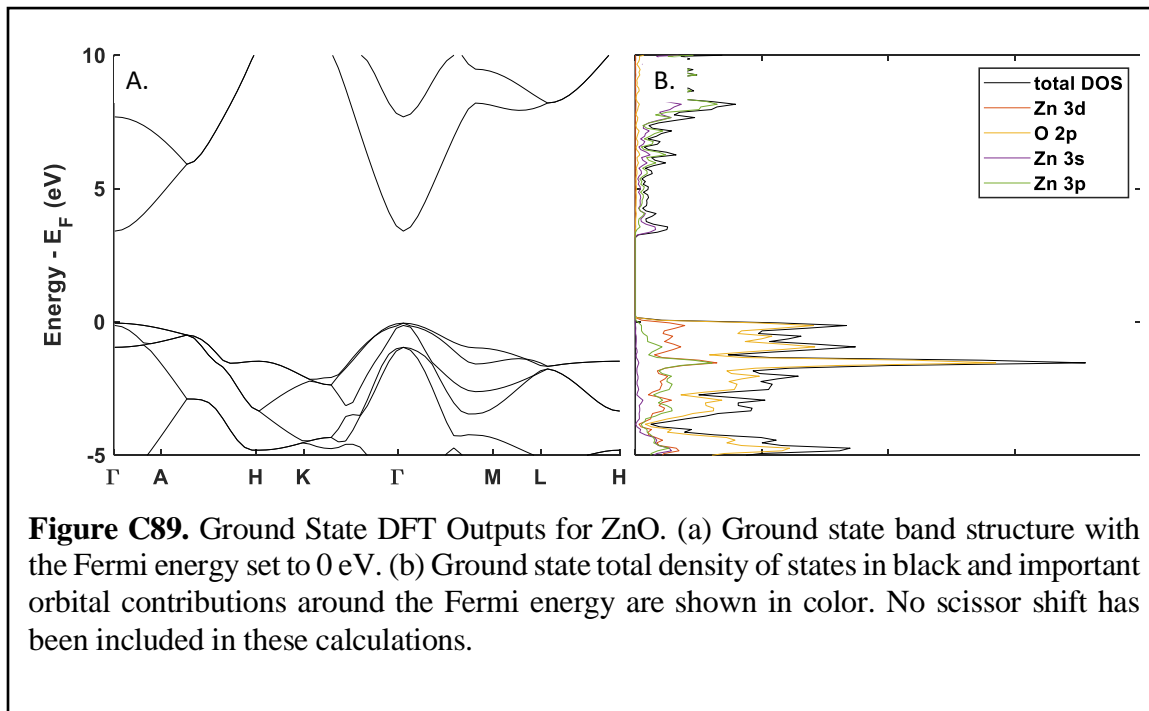 10
A.
B.
total DOS
Zn 3d
O 2p
Zn 3s
Zn 3p
5
Energy - E_F (eV)
0
-5
Γ A H K Γ M L H
Figure C89. Ground State DFT Outputs for ZnO. (a) Ground state band structure with
the Fermi energy set to 0 eV. (b) Ground state total density of states in black and important
orbital contributions around the Fermi energy are shown in color. No scissor shift has
been included in these calculations.